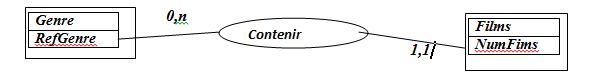 Genre
RefGenre
0,n
Contenir
1,1
Films
NumFims